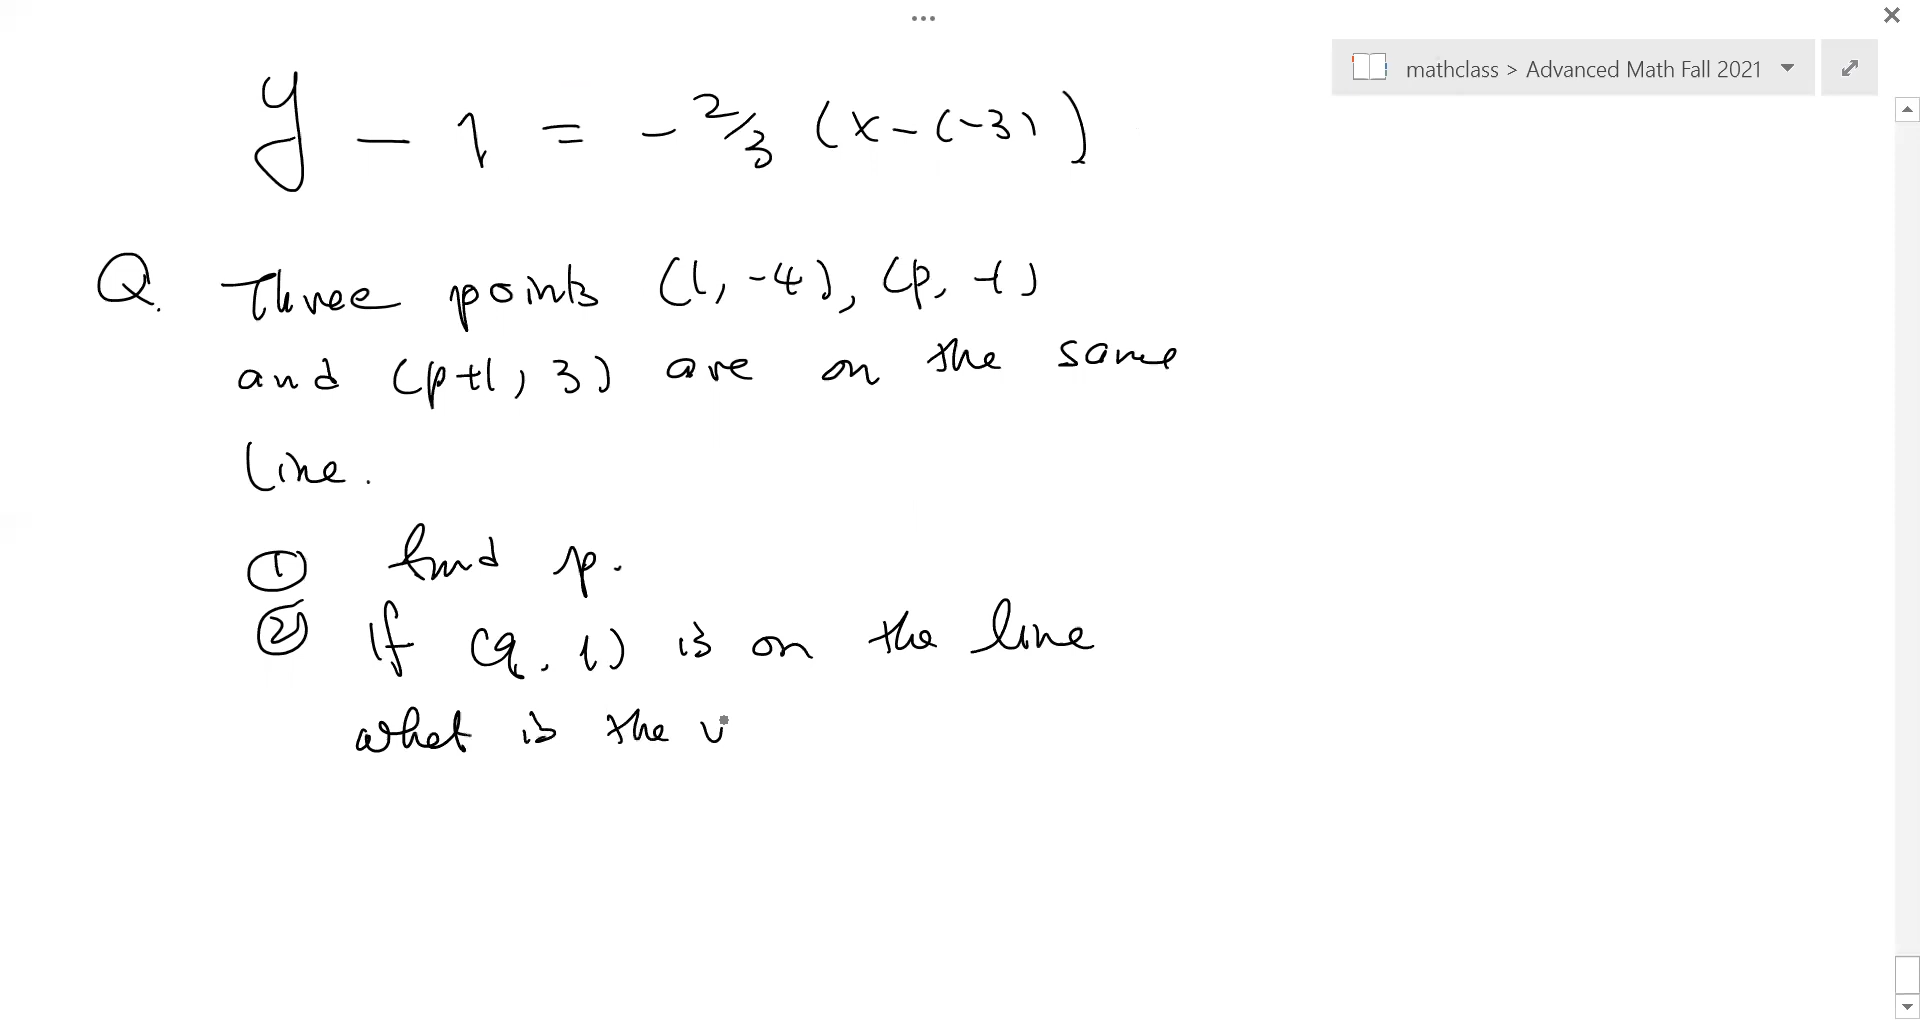 mathclass > Advanced Math Fall 2021
y - 1 = - 2/3 (x - (-3))
Q. Three points (1, -4), (p, -1)
and (p+1, 3) are on the same
line.
① find p.
② if (q, 1) is on the line
what is the v